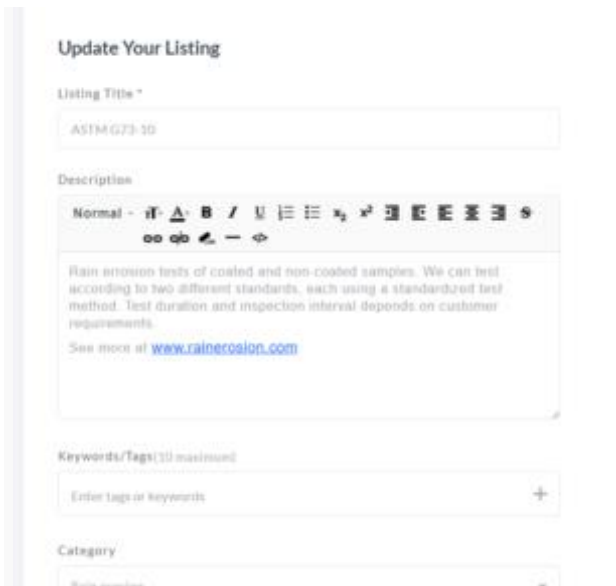 Update Your Listing
Listing Title *
ASTM G73-10
Description
Normal
Rain errosion tests of coated and non-coated samples. We can test
according to two different standards, each using a standardized test
method. Test duration and inspection interval depends on customer
requirements.
See more at www.rainerosion.com
Keywords/Tags(10 maximum)
Enter tags or keywords
Category
Rain erosion